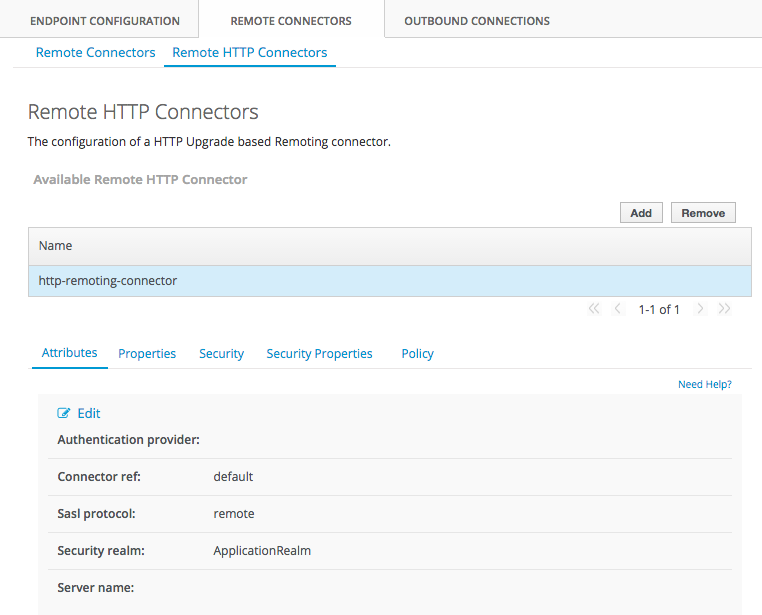 ENDPOINT CONFIGURATION REMOTE CONNECTORS OUTBOUND CONNECTIONS
Remote Connectors Remote HTTP Connectors
Remote HTTP Connectors
The configuration of a HTTP Upgrade based Remoting connector.
Available Remote HTTP Connector
Add Remove
Name
http-remoting-connector
1-1 of 1
Attributes Properties Security Security Properties Policy
Need Help?
Edit
Authentication provider:
Connector ref: default
Sasl protocol: remote
Security realm: ApplicationRealm
Server name: